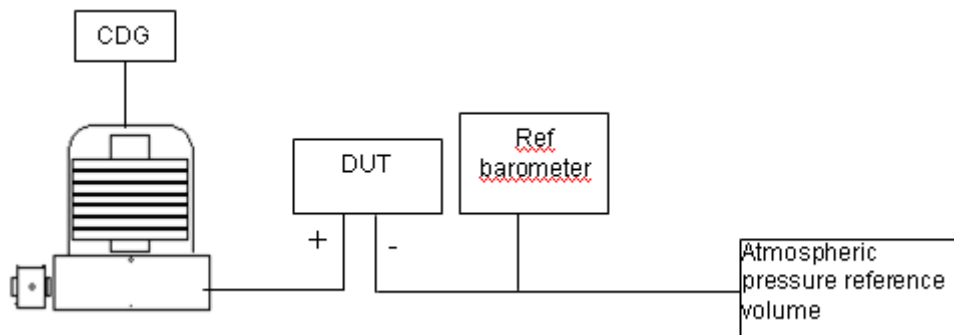 CDG
DUT
Ref
barometer
+
-
Atmospheric
pressure reference
volume